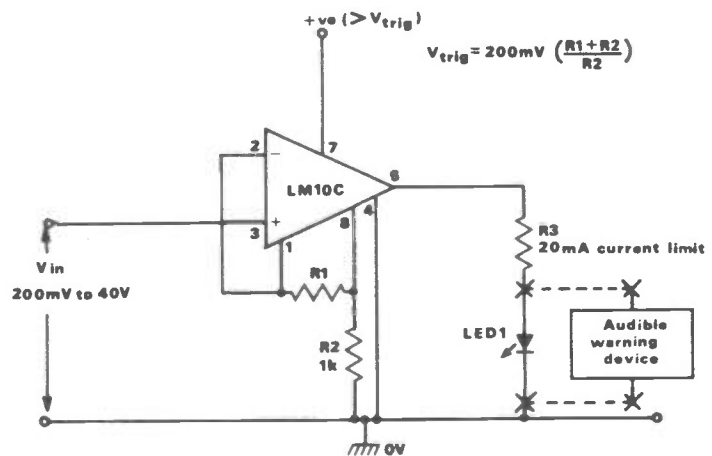 +ve (> Vtrig)
Vtrig = 200mV (R1+R2 / R2)
2
−
7
6
LM10C
4
+
3
8
1
R3
20mA current limit
V in
200mV to 40V
R1
R2
1k
LED1
Audible
warning
device
0V